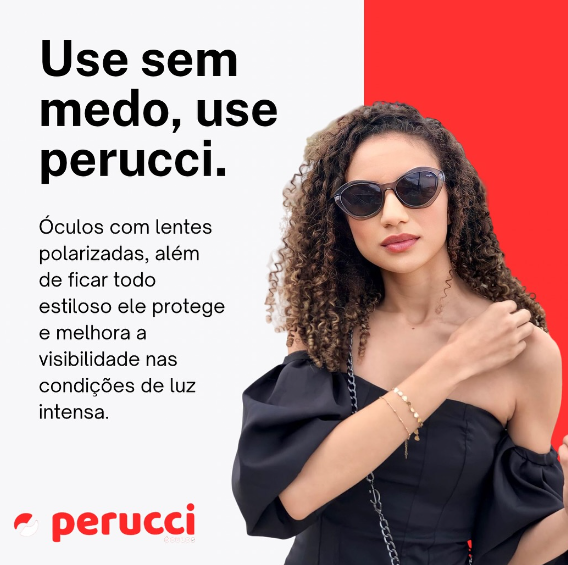 Use sem
medo, use
perucci.
Óculos com lentes
polarizadas, além
de ficar todo
estiloso ele protege
e melhora a
visibilidade nas
condições de luz
intensa.
perucci